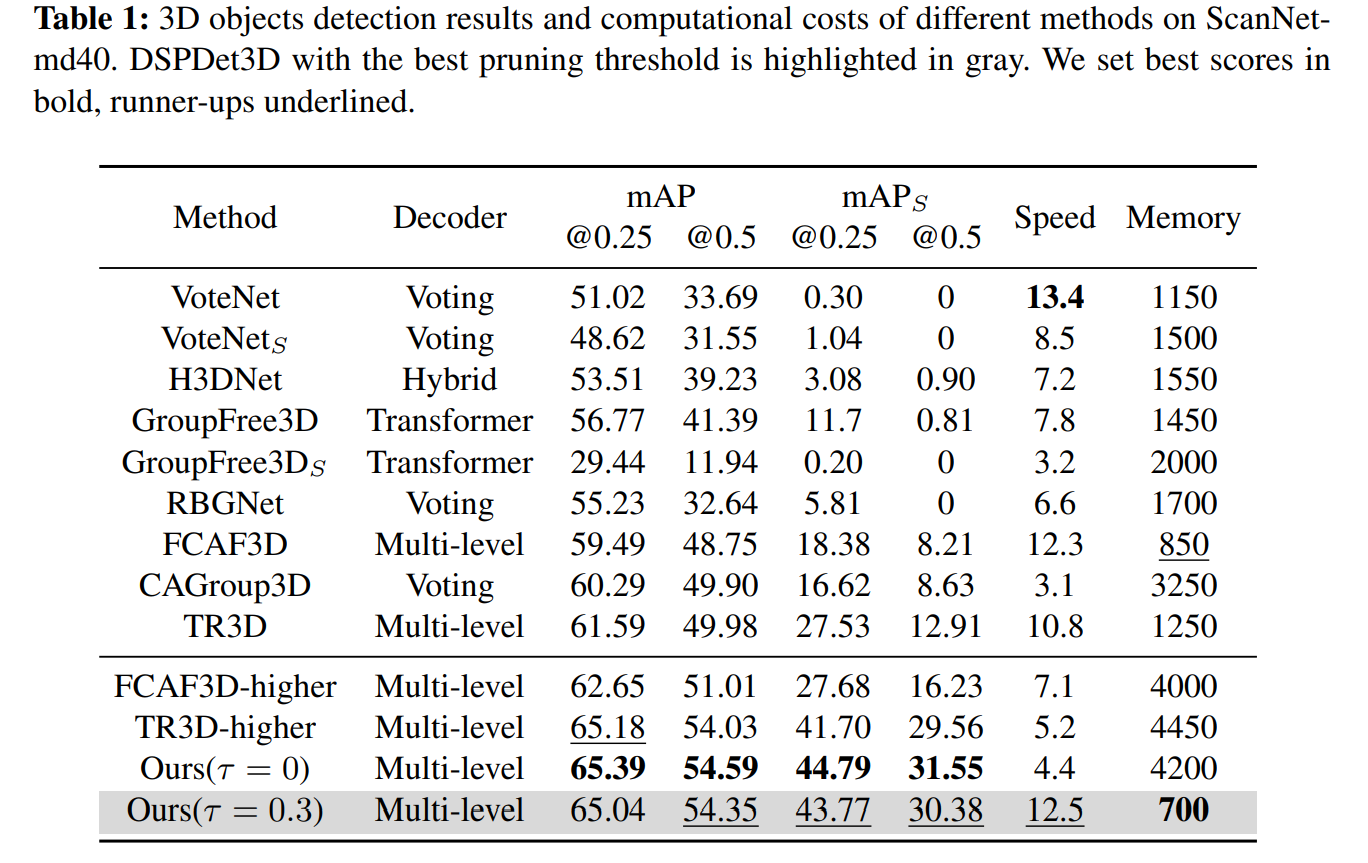 Table 1: 3D objects detection results and computational costs of different methods on ScanNet-
md40. DSPDet3D with the best pruning threshold is highlighted in gray. We set best scores in
bold, runner-ups underlined.
Method Decoder mAP mAP_S Speed Memory
@0.25 @0.5 @0.25 @0.5
VoteNet Voting 51.02 33.69 0.30 0 13.4 1150
VoteNet_S Voting 48.62 31.55 1.04 0 8.5 1500
H3DNet Hybrid 53.51 39.23 3.08 0.90 7.2 1550
GroupFree3D Transformer 56.77 41.39 11.7 0.81 7.8 1450
GroupFree3D_S Transformer 29.44 11.94 0.20 0 3.2 2000
RBGNet Voting 55.23 32.64 5.81 0 6.6 1700
FCAF3D Multi-level 59.49 48.75 18.38 8.21 12.3 850
CAGroup3D Voting 60.29 49.90 16.62 8.63 3.1 3250
TR3D Multi-level 61.59 49.98 27.53 12.91 10.8 1250
FCAF3D-higher Multi-level 62.65 51.01 27.68 16.23 7.1 4000
TR3D-higher Multi-level 65.18 54.03 41.70 29.56 5.2 4450
Ours(τ = 0) Multi-level 65.39 54.59 44.79 31.55 4.4 4200
Ours(τ = 0.3) Multi-level 65.04 54.35 43.77 30.38 12.5 700